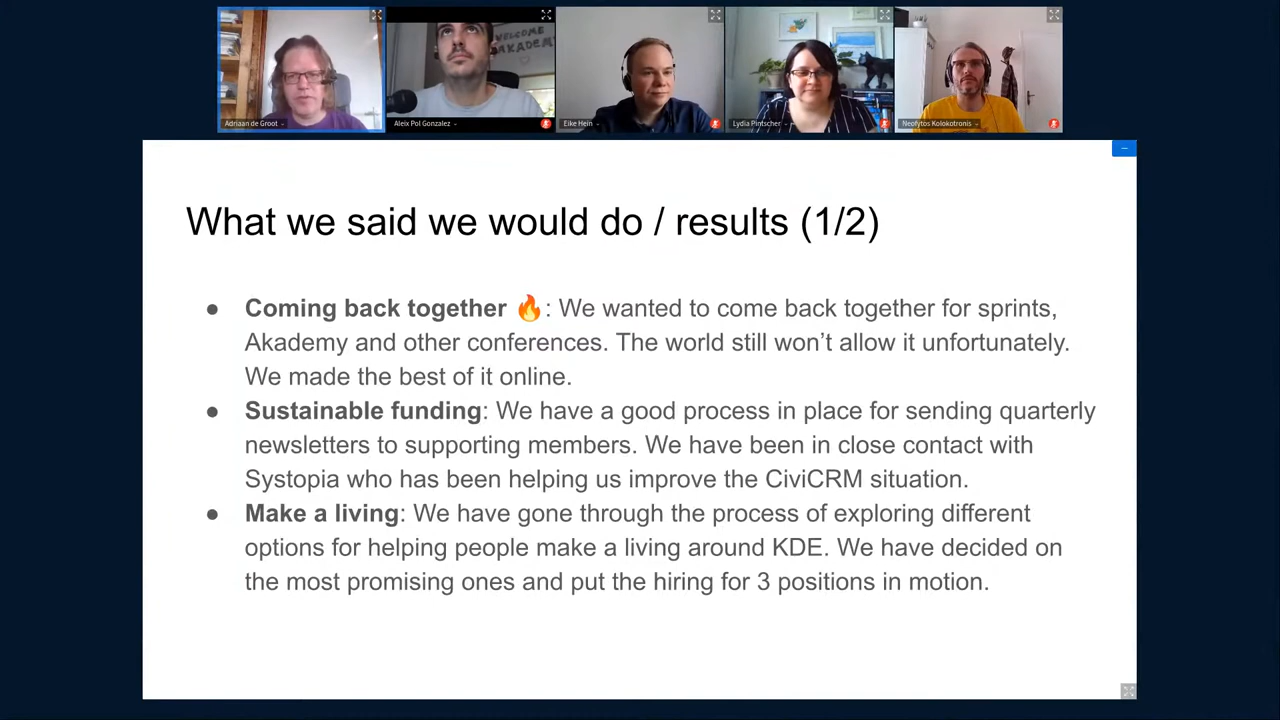 WELCOME
AKADEMY
Adriaan de Groot
Aleix Pol Gonzalez
Eike Hein
Lydia Pintscher
Neofytos Kolokotronis
What we said we would do / results (1/2)
● Coming back together 🔥: We wanted to come back together for sprints,
Akademy and other conferences. The world still won’t allow it unfortunately.
We made the best of it online.
● Sustainable funding: We have a good process in place for sending quarterly
newsletters to supporting members. We have been in close contact with
Systopia who has been helping us improve the CiviCRM situation.
● Make a living: We have gone through the process of exploring different
options for helping people make a living around KDE. We have decided on
the most promising ones and put the hiring for 3 positions in motion.